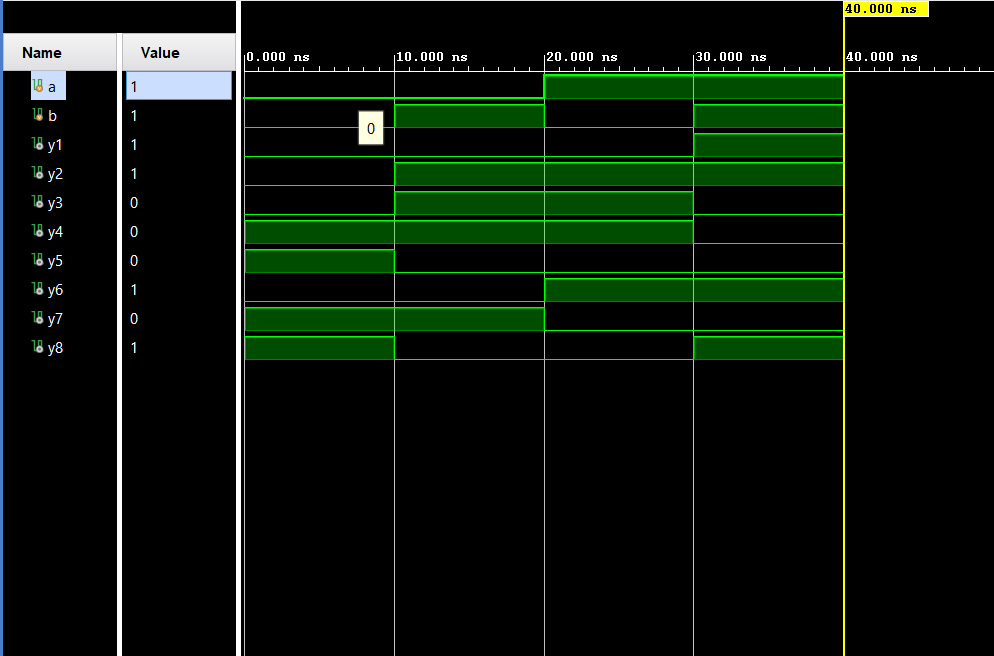 40.000 ns
Name Value
0.000 ns 10.000 ns 20.000 ns 30.000 ns 40.000 ns
a 1
b 1
0
y1 1
y2 1
y3 0
y4 0
y5 0
y6 1
y7 0
y8 1